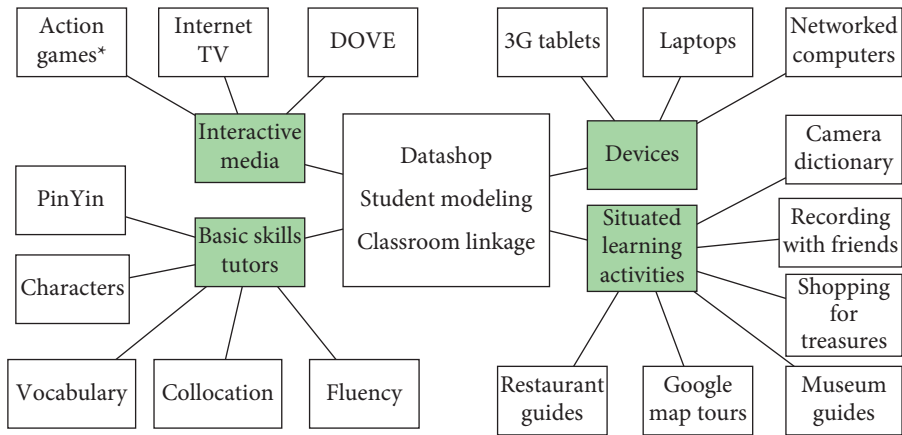 Action
games*
Internet
TV
DOVE
3G tablets
Laptops
Networked
computers
Interactive
media
Datashop
Student modeling
Classroom linkage
Devices
Camera
dictionary
PinYin
Basic skills
tutors
Situated
learning
activities
Recording
with friends
Characters
Shopping
for
treasures
Vocabulary
Collocation
Fluency
Restaurant
guides
Google
map tours
Museum
guides